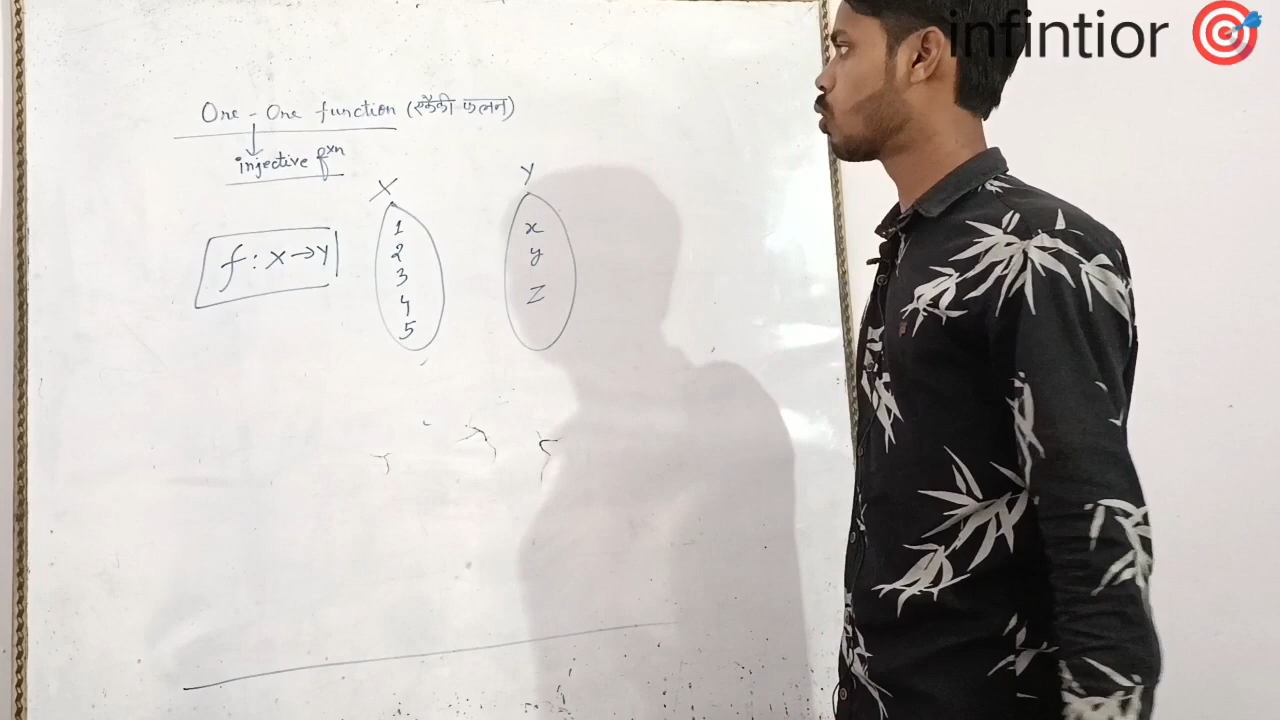 infintior
One - One function (एकैकी फलन)
injective fxn
f : X → Y
X
1
2
3
4
5
Y
x
y
z